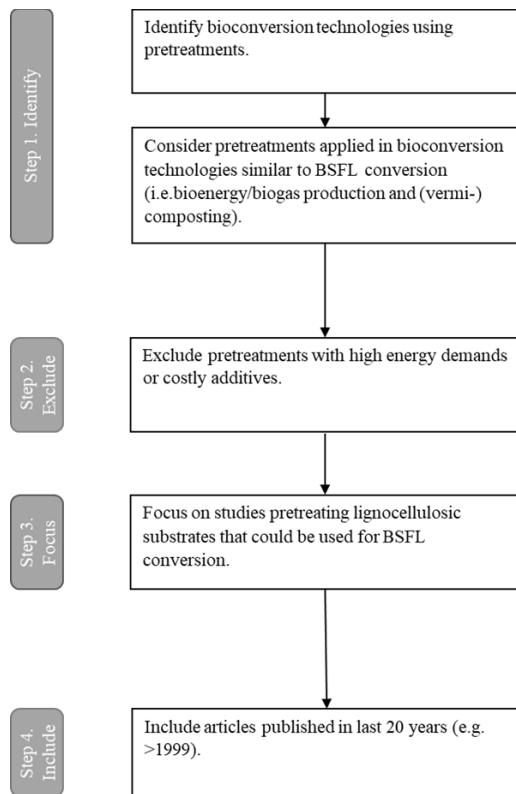 Step 1. Identify
Identify bioconversion technologies using
pretreatments.
Consider pretreatments applied in bioconversion
technologies similar to BSFL conversion
(i.e.bioenergy/biogas production and (vermi-)
composting).
Step 2.
Exclude
Exclude pretreatments with high energy demands
or costly additives.
Step 3.
Focus
Focus on studies pretreating lignocellulosic
substrates that could be used for BSFL
conversion.
Step 4.
Include
Include articles published in last 20 years (e.g.
>1999).